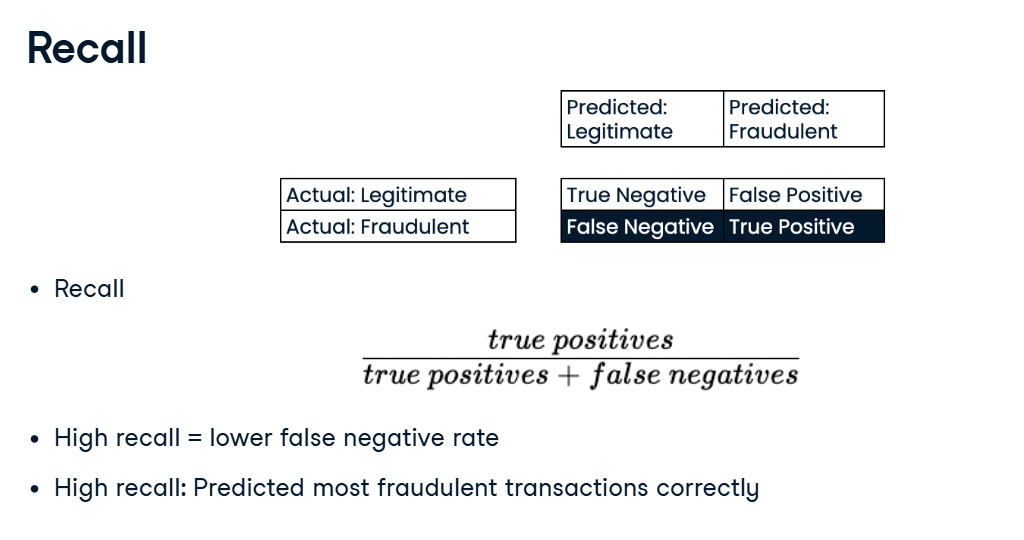 Recall
Predicted: Predicted:
Legitimate Fraudulent
Actual: Legitimate True Negative False Positive
Actual: Fraudulent False Negative True Positive
• Recall
true positives
true positives + false negatives
• High recall = lower false negative rate
• High recall: Predicted most fraudulent transactions correctly